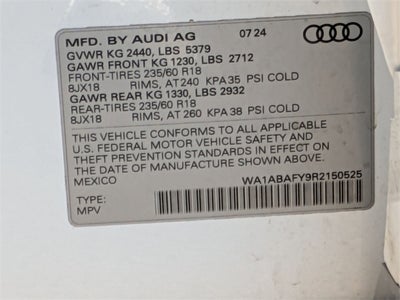 MFD. BY AUDI AG 07 24
GVWR KG 2440, LBS 5379
GAWR FRONT KG 1230, LBS 2712
FRONT-TIRES 235/60 R18
8JX18 RIMS, AT 240 KPA 35 PSI COLD
GAWR REAR KG 1330, LBS 2932
REAR-TIRES 235/60 R18
8JX18 RIMS, AT 260 KPA 38 PSI COLD
THIS VEHICLE CONFORMS TO ALL APPLICABLE
U.S. FEDERAL MOTOR VEHICLE SAFETY AND
THEFT PREVENTION STANDARDS IN EFFECT ON
THE DATE OF MANUFACTURE SHOWN ABOVE
MEXICO WA1ABAFY9R2150525
TYPE:
MPV